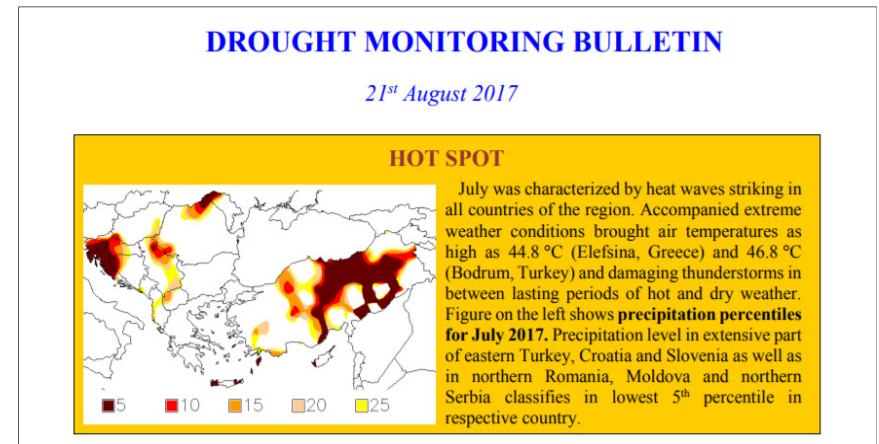 DROUGHT MONITORING BULLETIN
21st August 2017
HOT SPOT
July was characterized by heat waves striking in
all countries of the region. Accompanied extreme
weather conditions brought air temperatures as
high as 44.8 °C (Elefsina, Greece) and 46.8 °C
(Bodrum, Turkey) and damaging thunderstorms in
between lasting periods of hot and dry weather.
Figure on the left shows precipitation percentiles
for July 2017. Precipitation level in extensive part
of eastern Turkey, Croatia and Slovenia as well as
in northern Romania, Moldova and northern
Serbia classifies in lowest 5th percentile in
respective country.
5 10 15 20 25